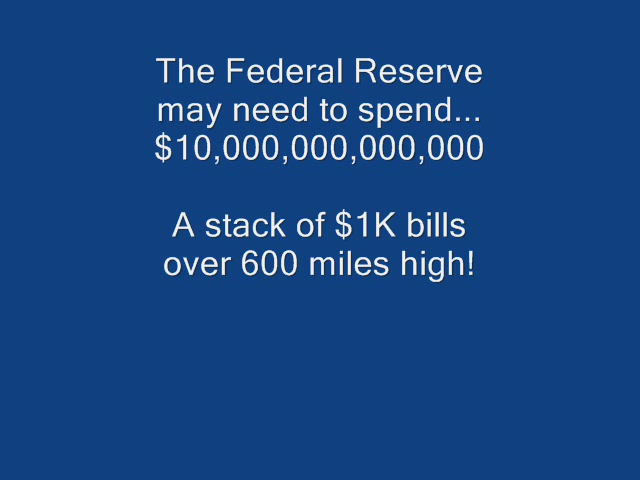 The Federal Reserve
may need to spend...
$10,000,000,000,000
A stack of $1K bills
over 600 miles high!